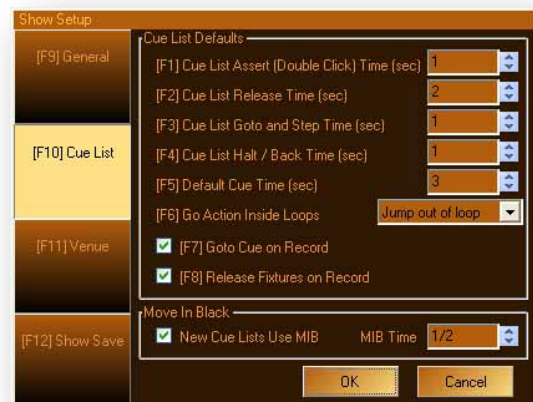 Show Setup
[F9] General
[F10] Cue List
[F11] Venue
[F12] Show Save
Cue List Defaults
[F1] Cue List Assert (Double Click) Time (sec) 1
[F2] Cue List Release Time (sec) 2
[F3] Cue List Goto and Step Time (sec) 1
[F4] Cue List Halt / Back Time (sec) 1
[F5] Default Cue Time (sec) 3
[F6] Go Action Inside Loops Jump out of loop
[F7] Goto Cue on Record
[F8] Release Fixtures on Record
Move In Black
New Cue Lists Use MIB MIB Time 1/2
OK Cancel